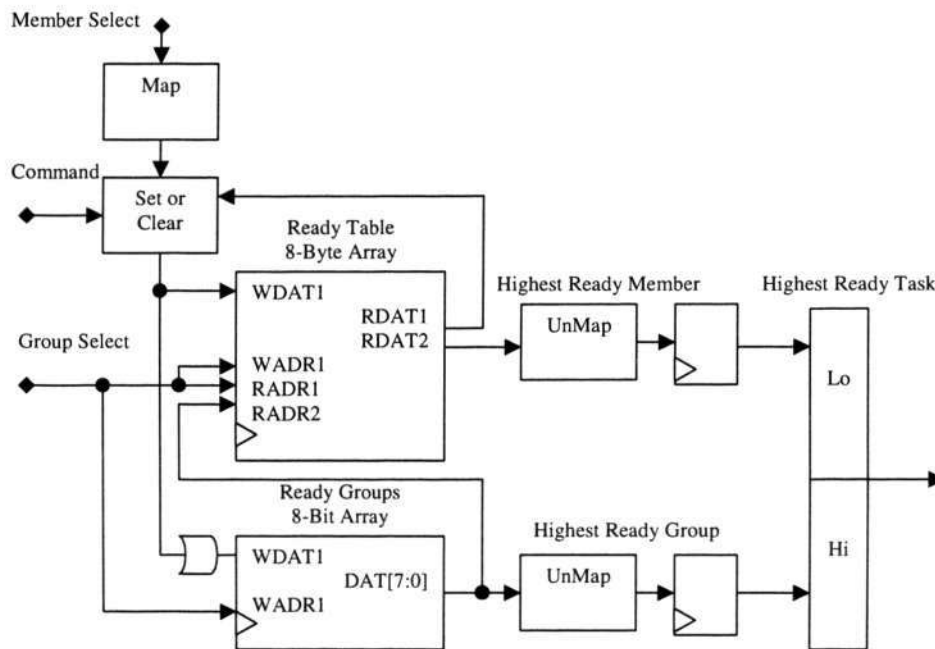 Member Select
Map
Command
Set or
Clear
Ready Table
8-Byte Array
WDAT1
RDAT1
RDAT2
WADR1
RADR1
RADR2
Group Select
Highest Ready Member
UnMap
Highest Ready Task
Lo
Hi
Ready Groups
8-Bit Array
WDAT1
DAT[7:0]
WADR1
Highest Ready Group
UnMap